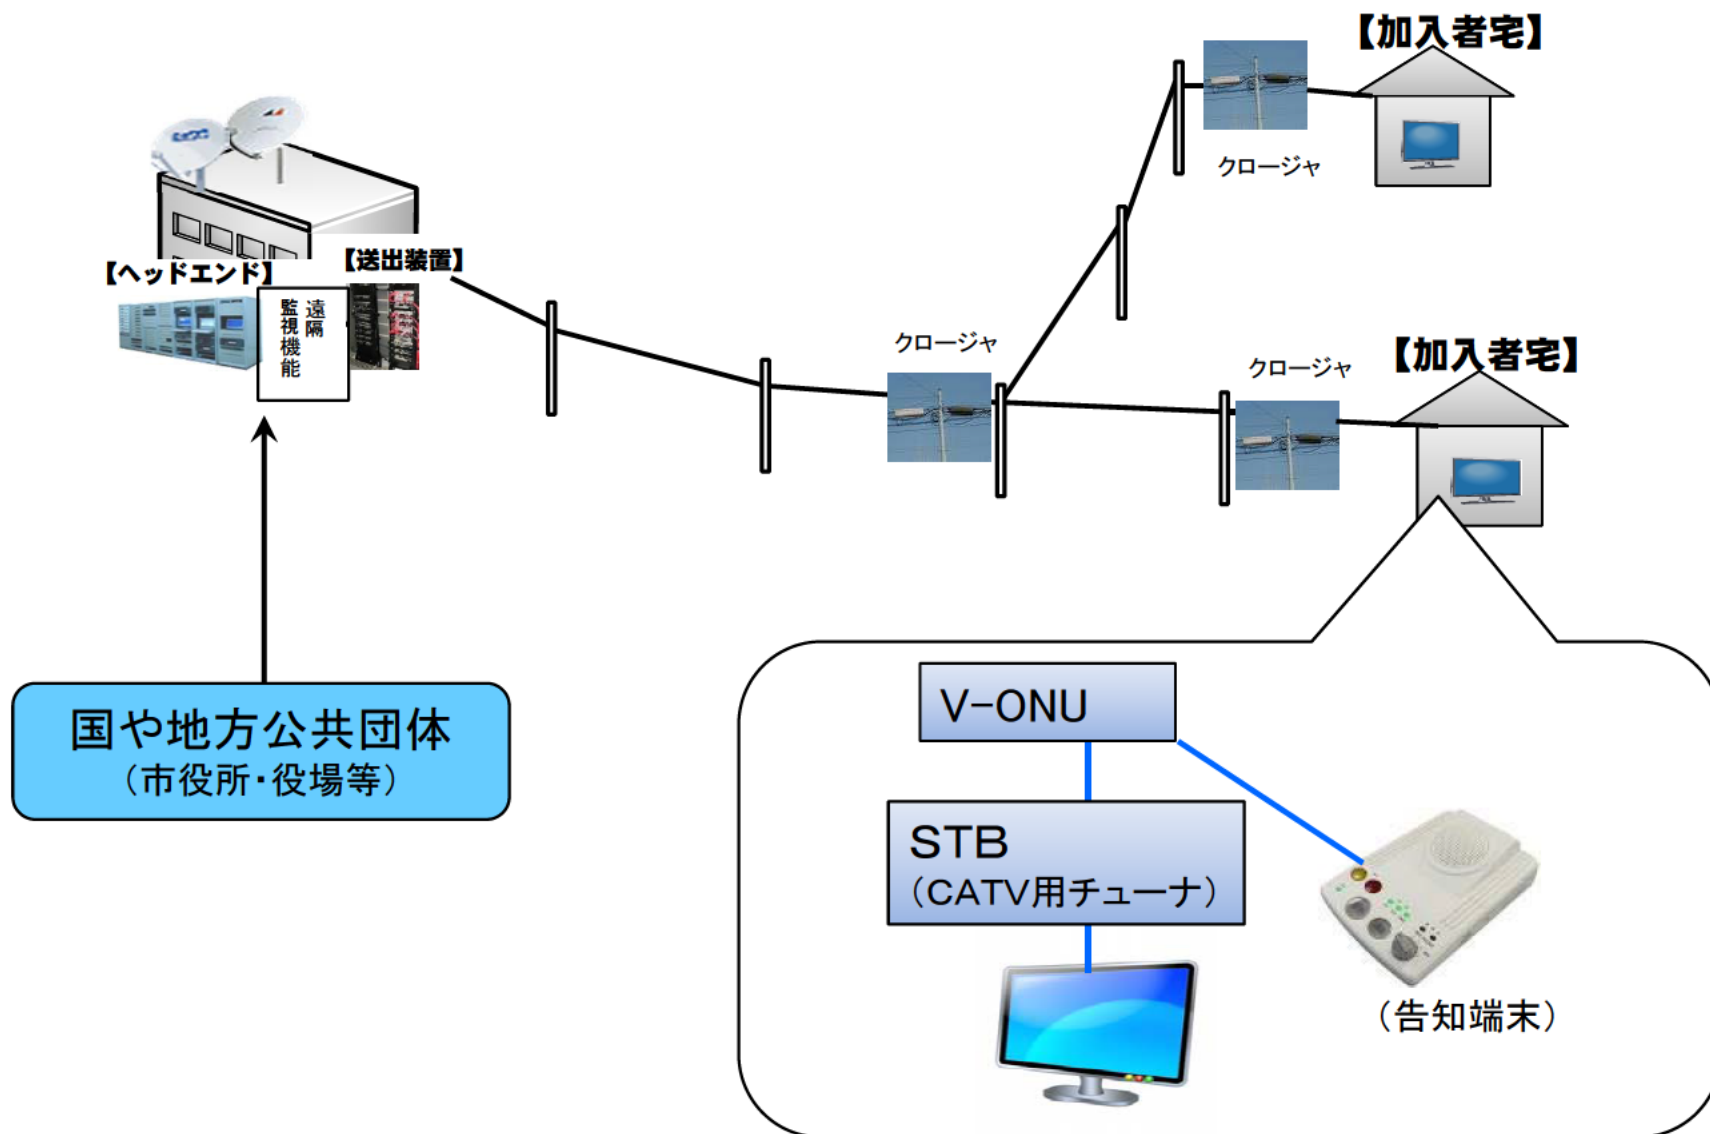 【加入者宅】
クロージャ
【ヘッドエンド】
【送出装置】
遠隔
監視機能
クロージャ
クロージャ
【加入者宅】
国や地方公共団体
（市役所・役場等）
V-ONU
STB
（CATV用チューナ）
（告知端末）